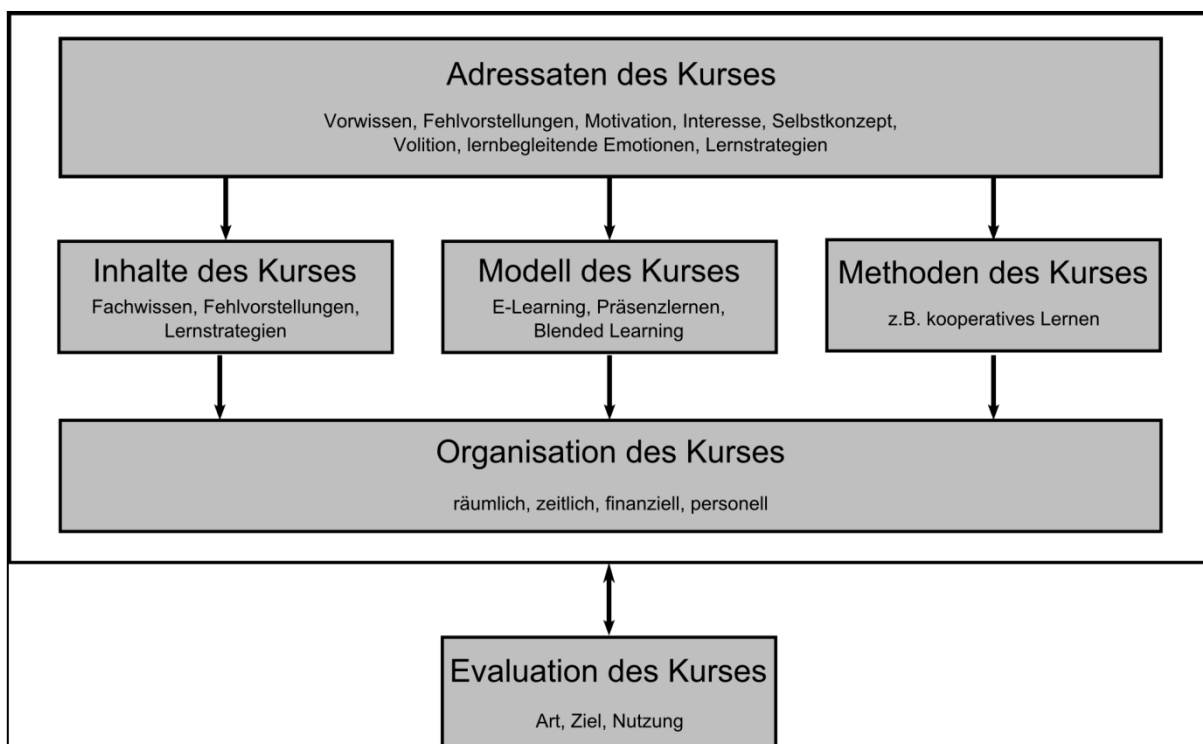 Adressaten des Kurses
Vorwissen, Fehlvorstellungen, Motivation, Interesse, Selbstkonzept,
Volition, lernbegleitende Emotionen, Lernstrategien
Inhalte des Kurses
Fachwissen, Fehlvorstellungen,
Lernstrategien
Modell des Kurses
E-Learning, Präsenzlernen,
Blended Learning
Methoden des Kurses
z.B. kooperatives Lernen
Organisation des Kurses
räumlich, zeitlich, finanziell, personell
Evaluation des Kurses
Art, Ziel, Nutzung